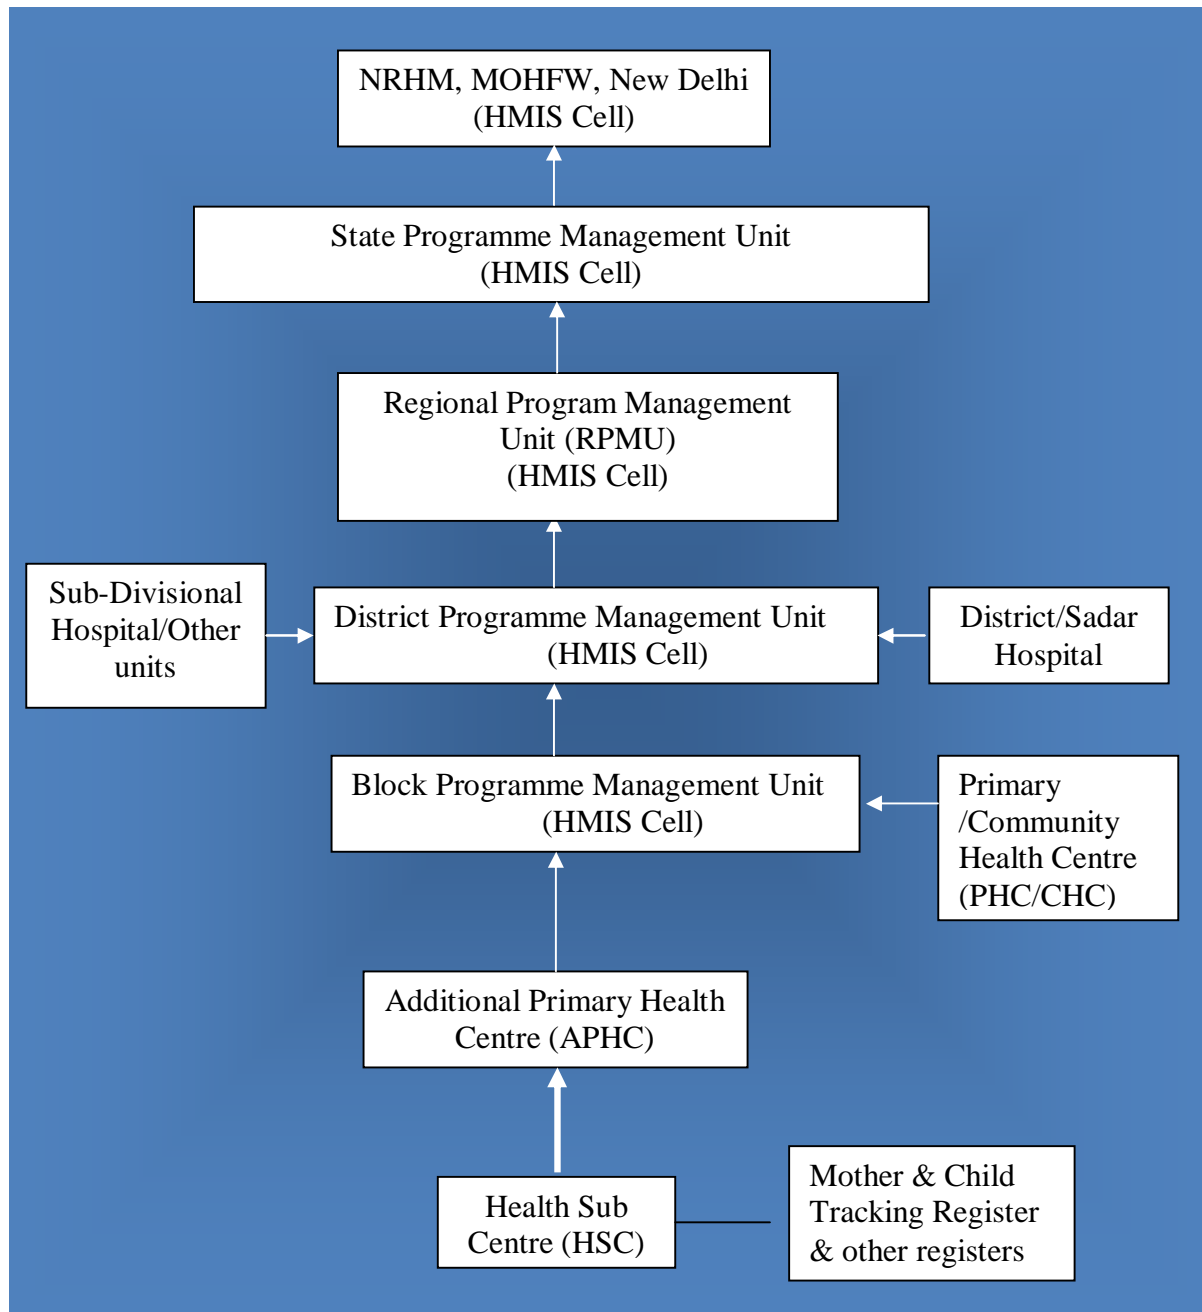 NRHM, MOHFW, New Delhi
(HMIS Cell)
State Programme Management Unit
(HMIS Cell)
Regional Program Management
Unit (RPMU)
(HMIS Cell)
Sub-Divisional
Hospital/Other
units
District Programme Management Unit
(HMIS Cell)
District/Sadar
Hospital
Block Programme Management Unit
(HMIS Cell)
Primary
/Community
Health Centre
(PHC/CHC)
Additional Primary Health
Centre (APHC)
Health Sub
Centre (HSC)
Mother & Child
Tracking Register
& other registers